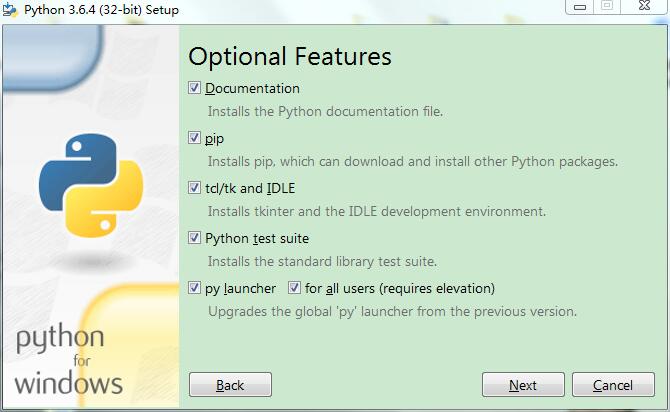 Python 3.6.4 (32-bit) Setup
Optional Features
Documentation
Installs the Python documentation file.
pip
Installs pip, which can download and install other Python packages.
tcl/tk and IDLE
Installs tkinter and the IDLE development environment.
Python test suite
Installs the standard library test suite.
py launcher for all users (requires elevation)
Upgrades the global 'py' launcher from the previous version.
python
for
windows
Back Next Cancel